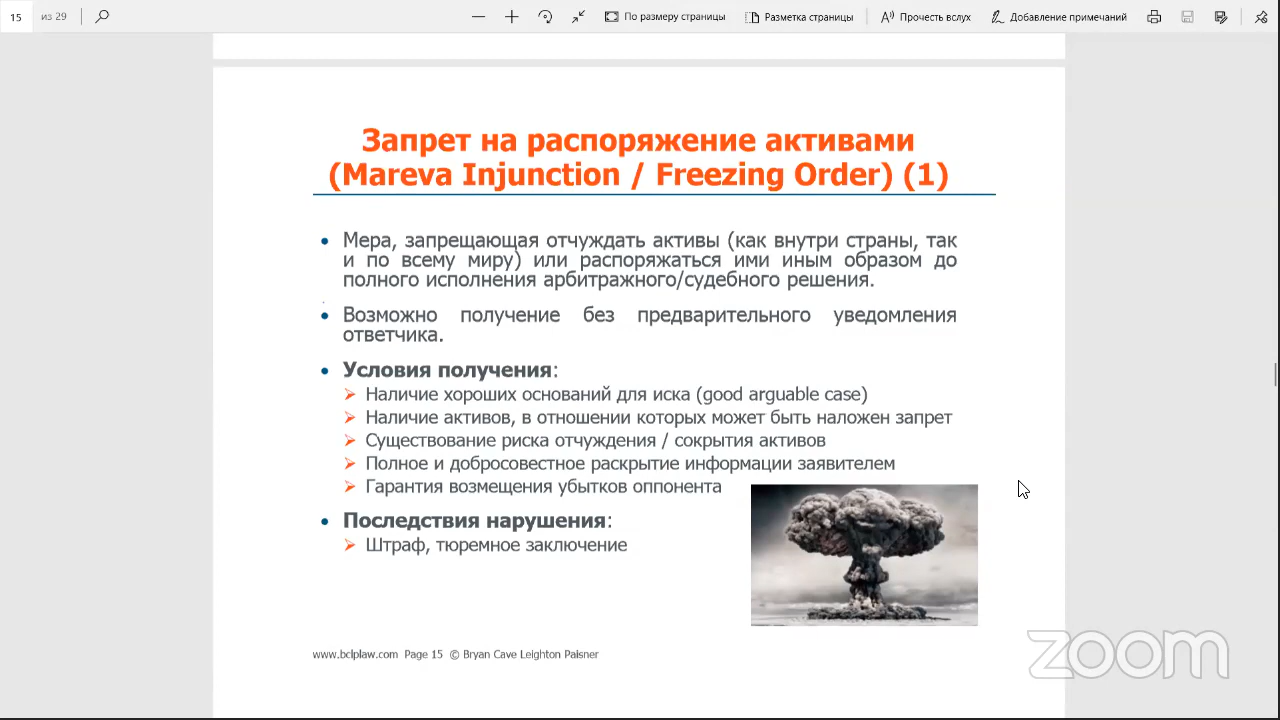 15 из 29 По размеру страницы Разметка страницы Прочесть вслух Добавление примечаний
Запрет на распоряжение активами
(Mareva Injunction / Freezing Order) (1)
• Мера, запрещающая отчуждать активы (как внутри страны, так
и по всему миру) или распоряжаться ими иным образом до
полного исполнения арбитражного/судебного решения.
• Возможно получение без предварительного уведомления
ответчика.
• Условия получения:
➢ Наличие хороших оснований для иска (good arguable case)
➢ Наличие активов, в отношении которых может быть наложен запрет
➢ Существование риска отчуждения / сокрытия активов
➢ Полное и добросовестное раскрытие информации заявителем
➢ Гарантия возмещения убытков оппонента
• Последствия нарушения:
➢ Штраф, тюремное заключение
www.bclplaw.com Page 15 © Bryan Cave Leighton Paisner
zoom